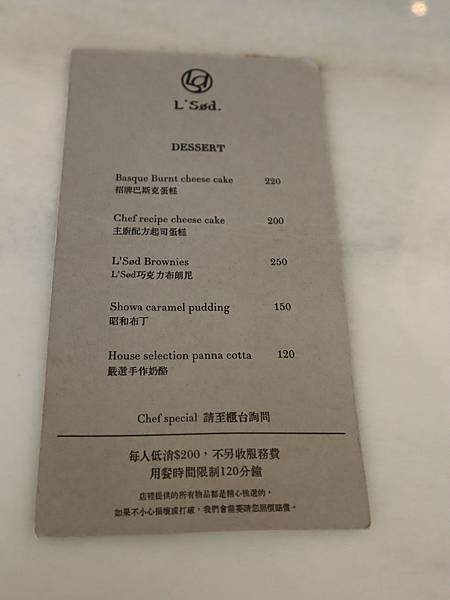 L'Sød.
DESSERT
Basque Burnt cheese cake 220
招牌巴斯克蛋糕
Chef recipe cheese cake 200
主廚配方起司蛋糕
L'Sød Brownies 250
L'Sød巧克力布朗尼
Showa caramel pudding 150
昭和布丁
House selection panna cotta 120
嚴選手作奶酪
Chef special 請至櫃台詢問
每人低消$200，不另收服務費
用餐時間限制120分鐘
店裡提供的所有物品都是精心挑選的，
如果不小心損壞或打破，我們會需要請您照價賠償。